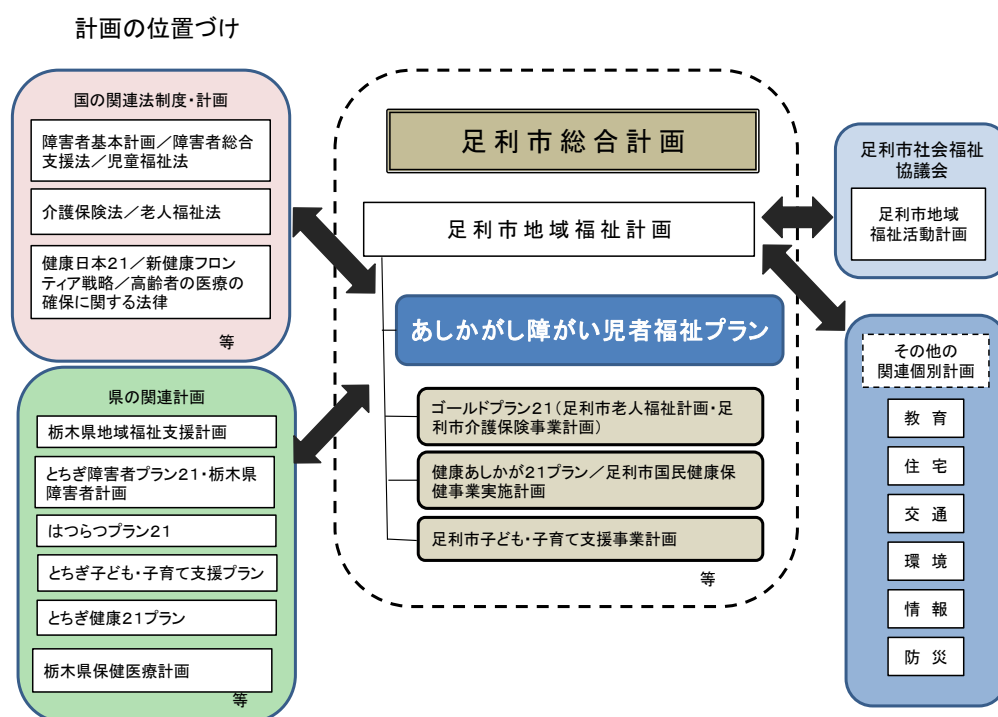 計画の位置づけ
国の関連法制度・計画
障害者基本計画／障害者総合
支援法／児童福祉法
介護保険法／老人福祉法
健康日本21／新健康フロン
ティア戦略／高齢者の医療の
確保に関する法律
等
県の関連計画
栃木県地域福祉支援計画
とちぎ障害者プラン21・栃木県
障害者計画
はつらつプラン21
とちぎ子ども・子育て支援プラン
とちぎ健康21プラン
栃木県保健医療計画
等
足利市総合計画
足利市地域福祉計画
あしかがし障がい児者福祉プラン
ゴールドプラン21（足利市老人福祉計画・足
利市介護保険事業計画）
健康あしかが21プラン／足利市国民健康保
健事業実施計画
足利市子ども・子育て支援事業計画
等
足利市社会福祉
協議会
足利市地域
福祉活動計画
その他の
関連個別計画
教 育
住 宅
交 通
環 境
情 報
防 災